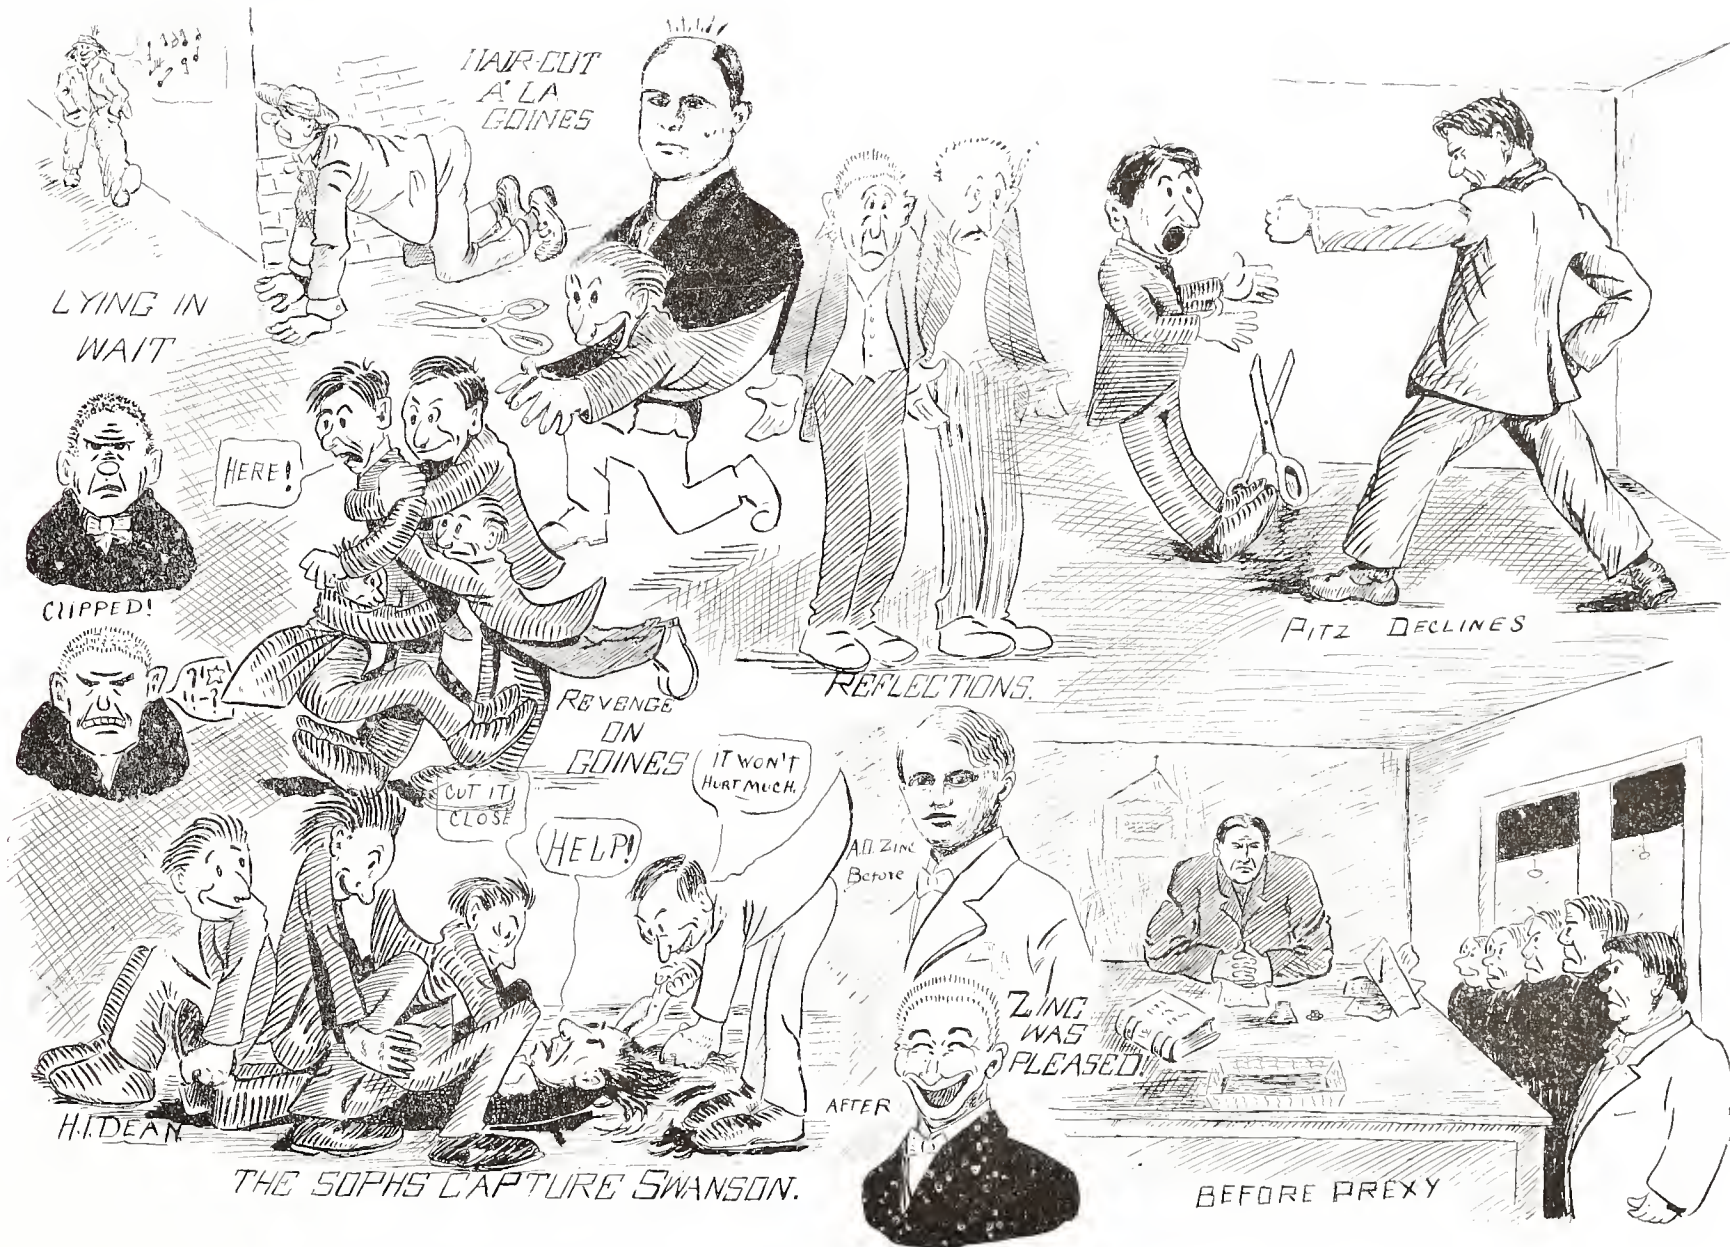 HAIR-CUT
A' LA
GOINES
LYING IN
WAIT
HERE!
CLIPPED!
?!☆
!-?
REVENGE
ON
GOINES
REFLECTIONS.
PITZ DECLINES
CUT IT
CLOSE
HELP!
IT WON'T
HURT MUCH.
H.I. DEAN
THE SOPHS CAPTURE SWANSON.
A.O. ZINC
Before
ZINC
WAS
PLEASED!
AFTER
BEFORE PREXY